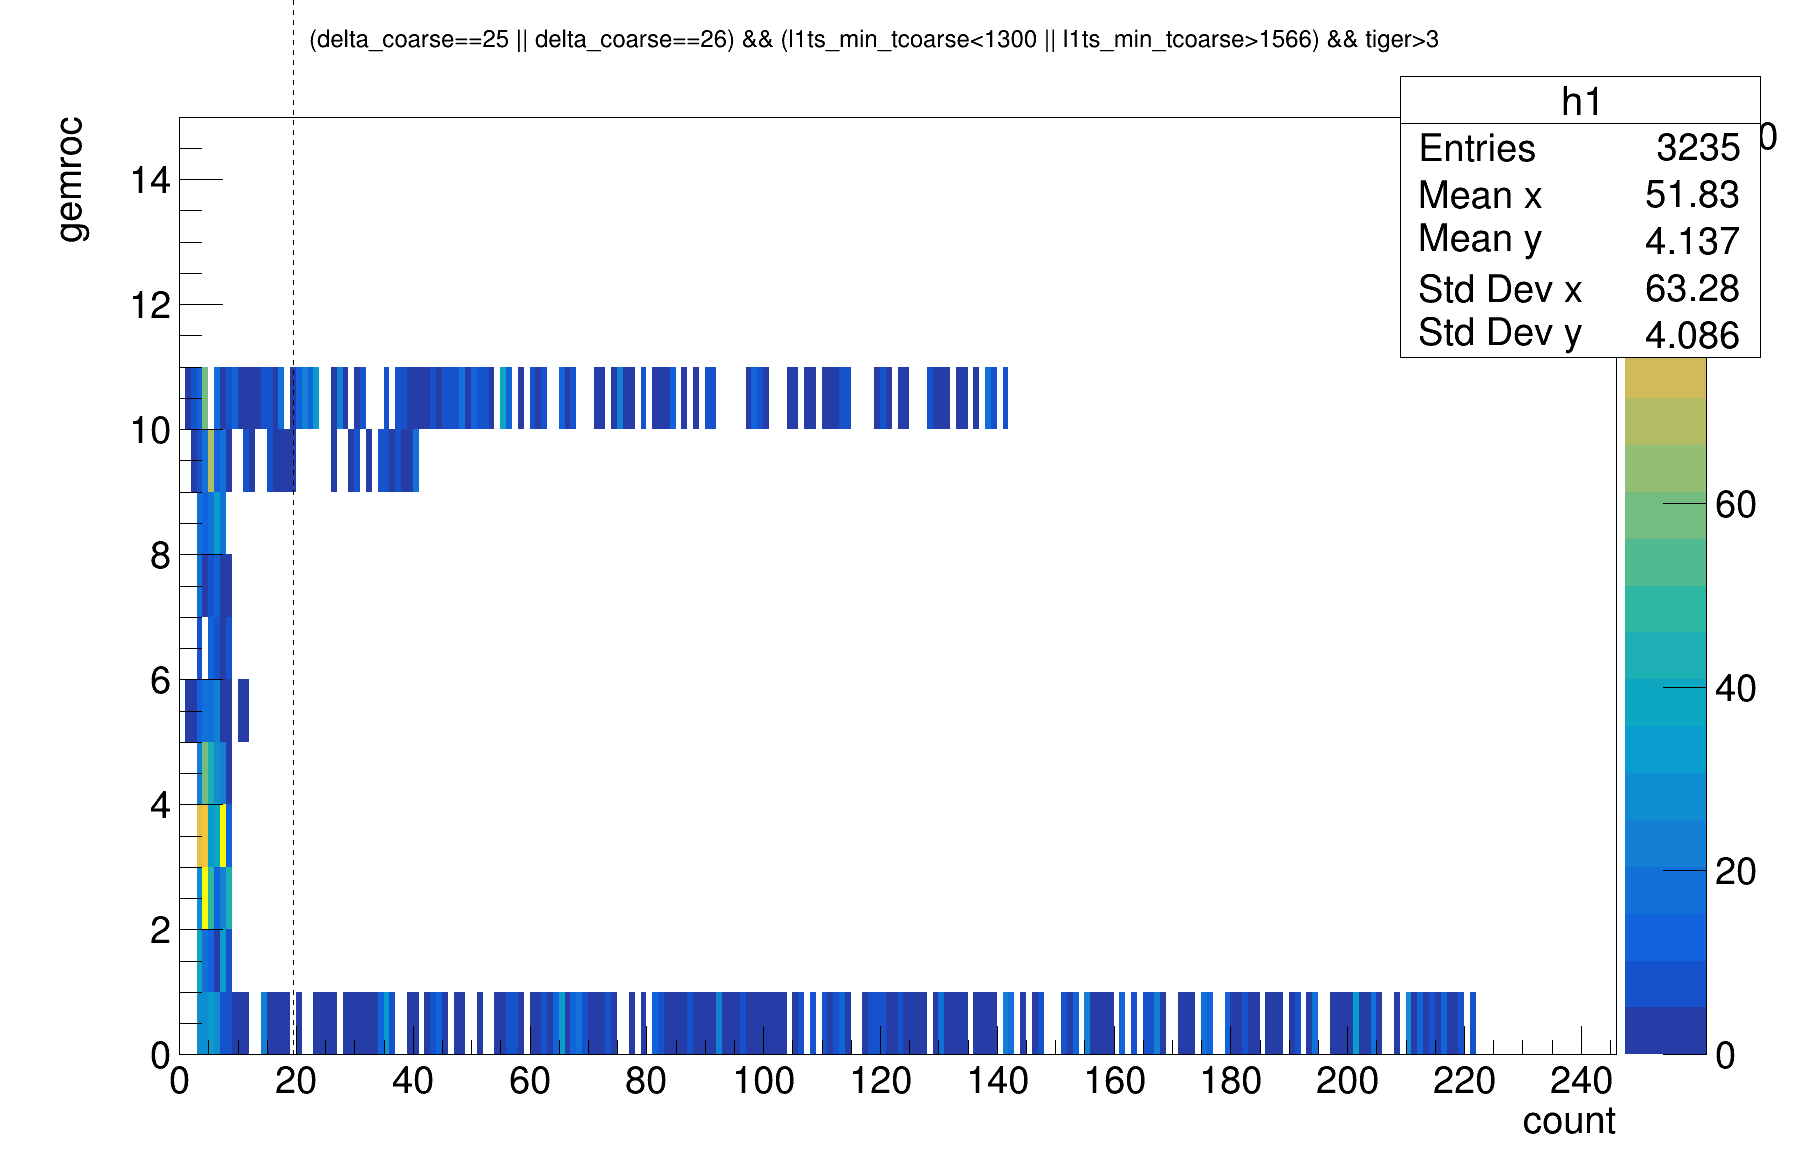 (delta_coarse==25 || delta_coarse==26) && (l1ts_min_tcoarse<1300 || l1ts_min_tcoarse>1566) && tiger>3
h1
Entries 3235
Mean x 51.83
Mean y 4.137
Std Dev x 63.28
Std Dev y 4.086
gemroc
14
12
10
8
6
4
2
0
0 20 40 60 80 100 120 140 160 180 200 220 240
count
0
60
40
20
0